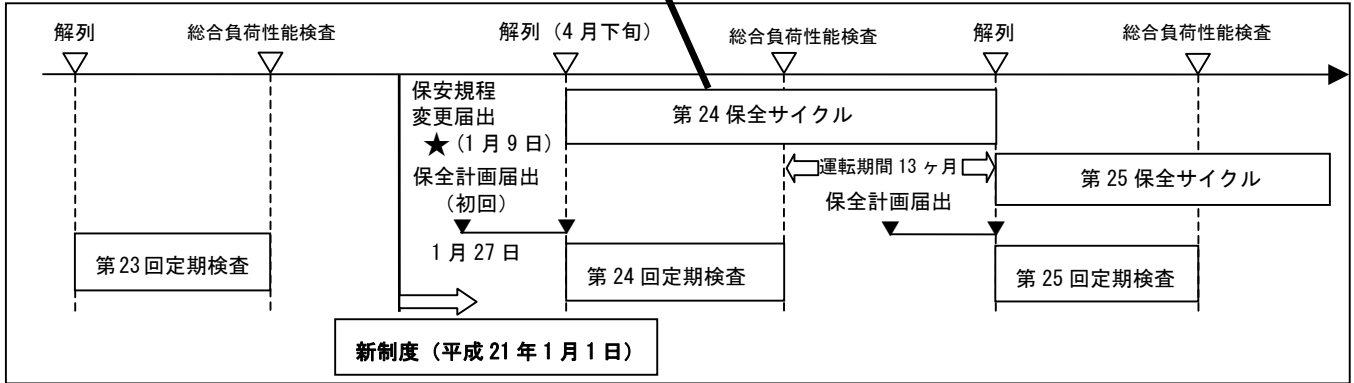 解列
総合負荷性能検査
解列（4月下旬）
総合負荷性能検査
解列
総合負荷性能検査
保安規程
変更届出
★(1月9日)
第24保全サイクル
運転期間13ヶ月
第25保全サイクル
保全計画届出
（初回）
保全計画届出
1月27日
第23回定期検査
第24回定期検査
第25回定期検査
新制度（平成21年1月1日）